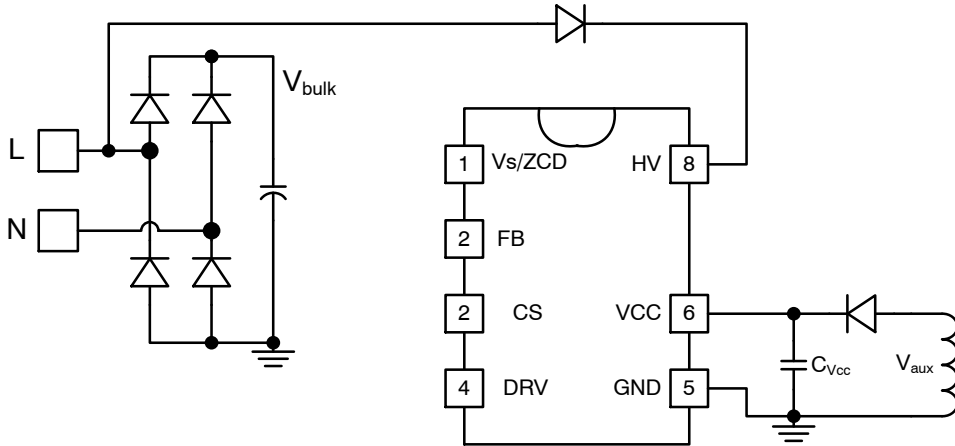 V_bulk
L
N
1 Vs/ZCD HV 8
2 FB
2 CS VCC 6
4 DRV GND 5
C_Vcc
V_aux